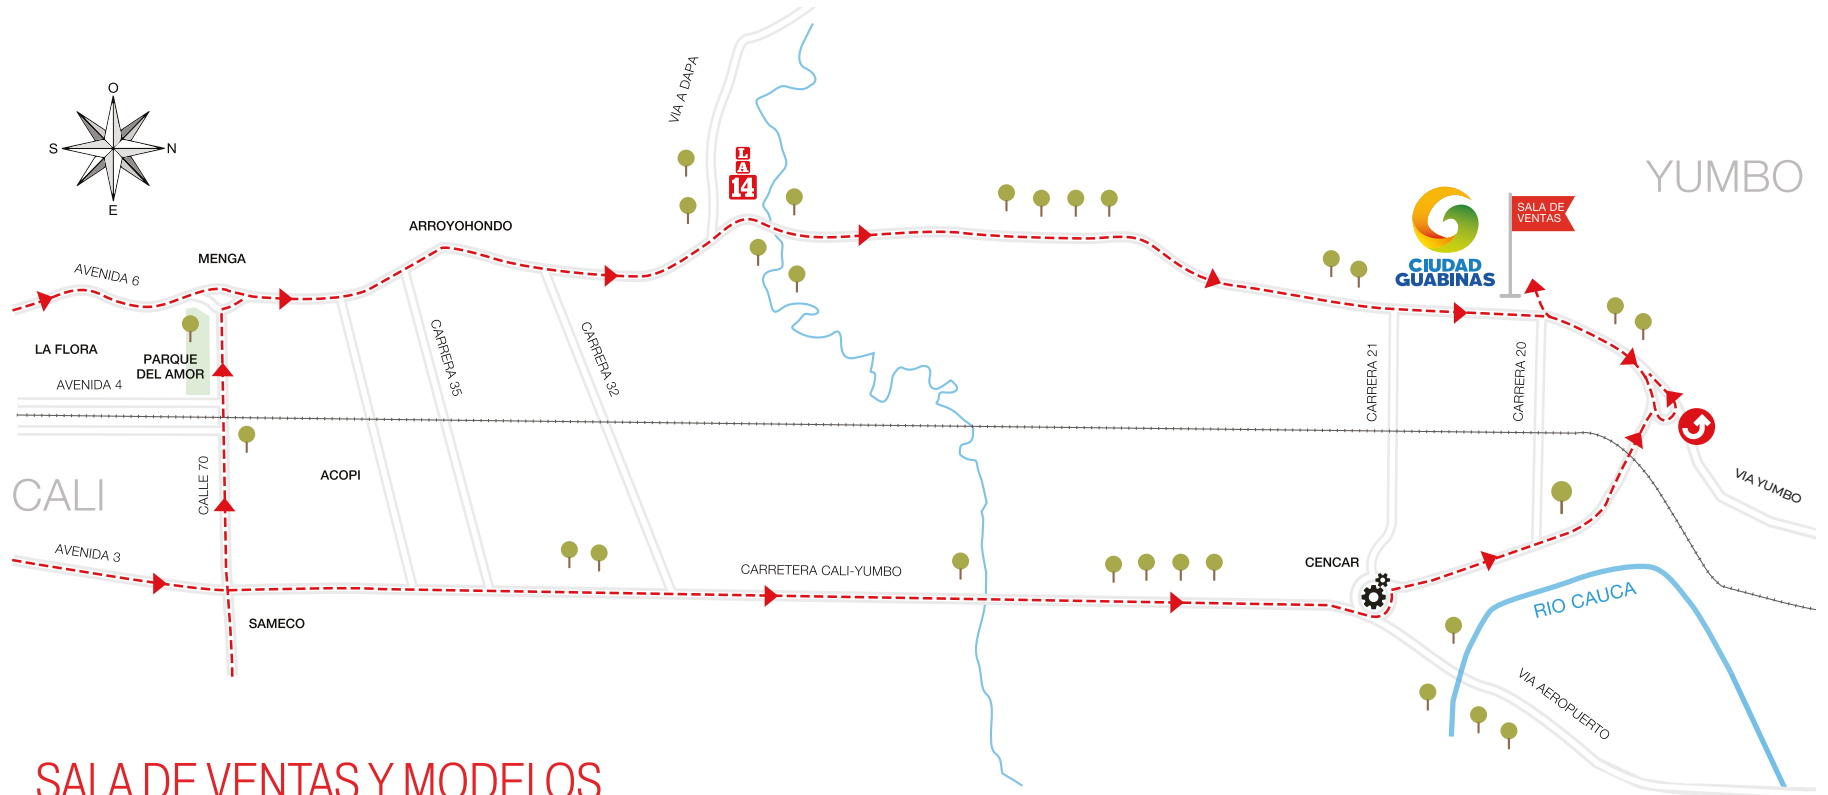 O
S
N
E
VIA A DAPA
LA
14
YUMBO
SALA DE
VENTAS
ARROYOHONDO
MENGA
AVENIDA 6
CIUDAD
GUABINAS
LA FLORA
PARQUE
DEL AMOR
AVENIDA 4
CARRERA 35
CARRERA 32
CARRERA 21
CARRERA 20
CALI
CALLE 70
ACOPI
VIA YUMBO
AVENIDA 3
CARRETERA CALI-YUMBO
CENCAR
RIO CAUCA
SAMECO
VIA AEROPUERTO
SALA DE VENTAS Y MODELOS